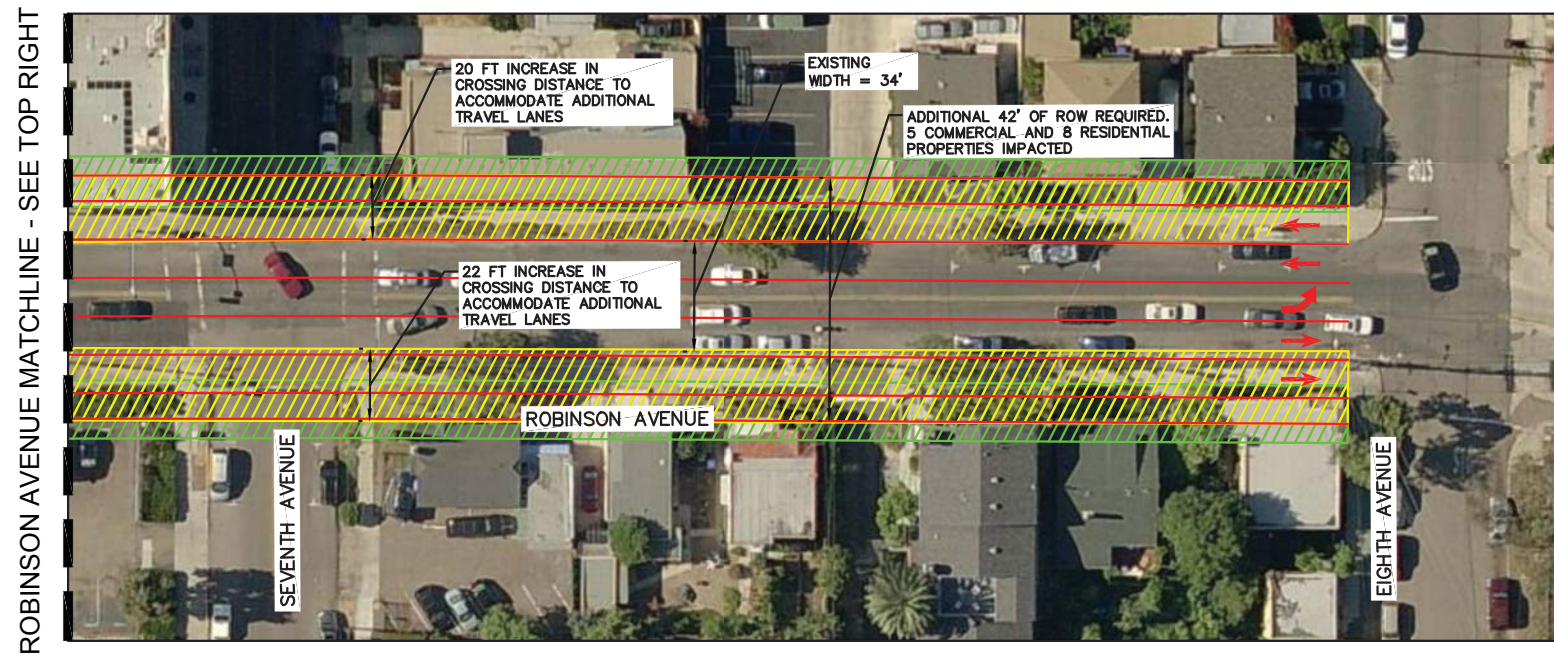 ROBINSON AVENUE MATCHLINE - SEE TOP RIGHT
20 FT INCREASE IN
CROSSING DISTANCE TO
ACCOMMODATE ADDITIONAL
TRAVEL LANES
EXISTING
WIDTH = 34'
ADDITIONAL 42' OF ROW REQUIRED.
5 COMMERCIAL AND 8 RESIDENTIAL
PROPERTIES IMPACTED
STOP
22 FT INCREASE IN
CROSSING DISTANCE TO
ACCOMMODATE ADDITIONAL
TRAVEL LANES
ROBINSON AVENUE
SEVENTH AVENUE
EIGHTH AVENUE